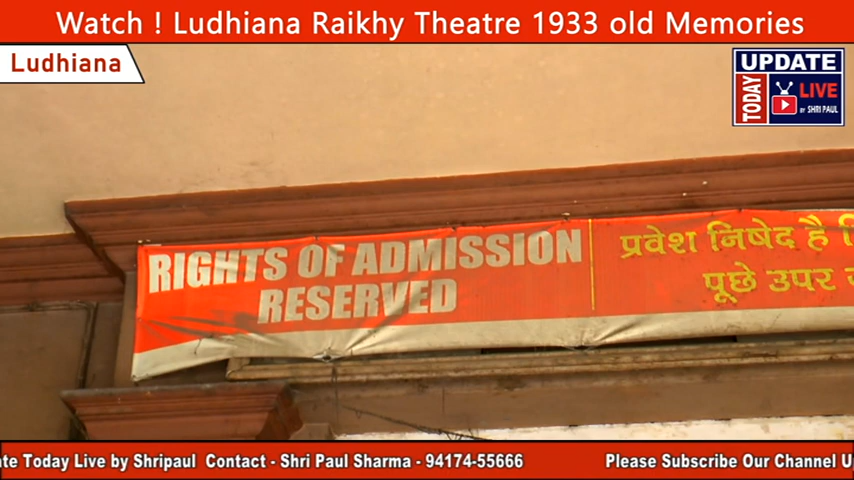 Watch ! Ludhiana Raikhy Theatre 1933 old Memories
Ludhiana
UPDATE
TODAY
LIVE
BY SHRI PAUL
RIGHTS OF ADMISSION
RESERVED
प्रवेश निषेद है
पूछे उपर
Today Live by Shripaul Contact - Shri Paul Sharma - 94174-55666
Please Subscribe Our Channel